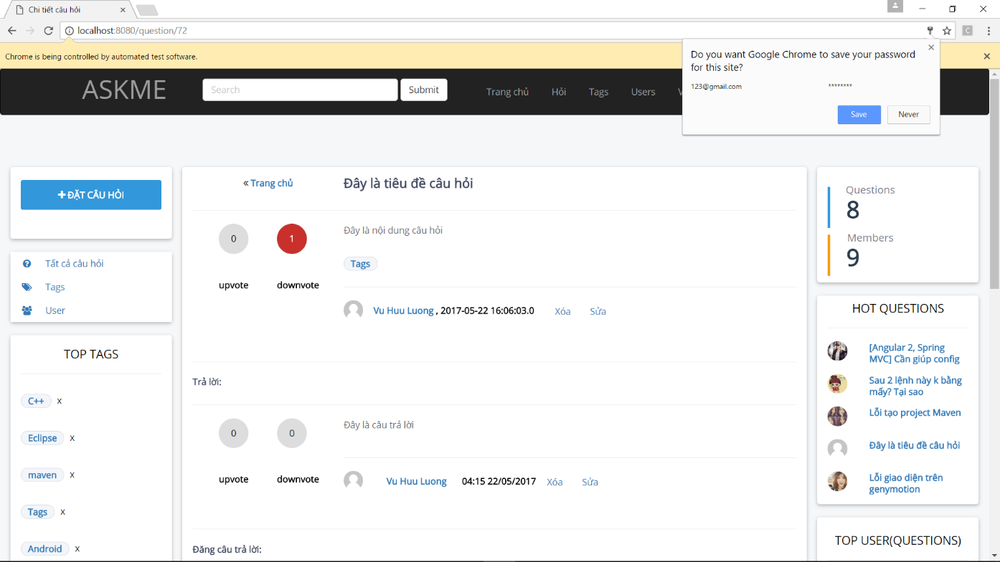 Chi tiết câu hỏi
localhost:8080/question/72
C
Chrome is being controlled by automated test software.
Do you want Google Chrome to save your password
for this site?
123@gmail.com ********
Save Never
ASKME
Search
Submit
Trang chủ
Hỏi
Tags
Users
ĐẶT CÂU HỎI
Tất cả câu hỏi
Tags
User
TOP TAGS
C++ x
Eclipse x
maven x
Tags x
Android x
« Trang chủ
Đây là tiêu đề câu hỏi
0 1
upvote downvote
Đây là nội dung câu hỏi
Tags
Vu Huu Luong , 2017-05-22 16:06:03.0 Xóa Sửa
Trả lời:
0 0
upvote downvote
Đây là câu trả lời
Vu Huu Luong 04:15 22/05/2017 Xóa Sửa
Đăng câu trả lời:
Questions
8
Members
9
HOT QUESTIONS
[Angular 2, Spring
MVC] Cần giúp config
Sau 2 lệnh này k bằng
mấy? Tại sao
Lỗi tạo project Maven
Đây là tiêu đề câu hỏi
Lỗi giao diện trên
genymotion
TOP USER(QUESTIONS)